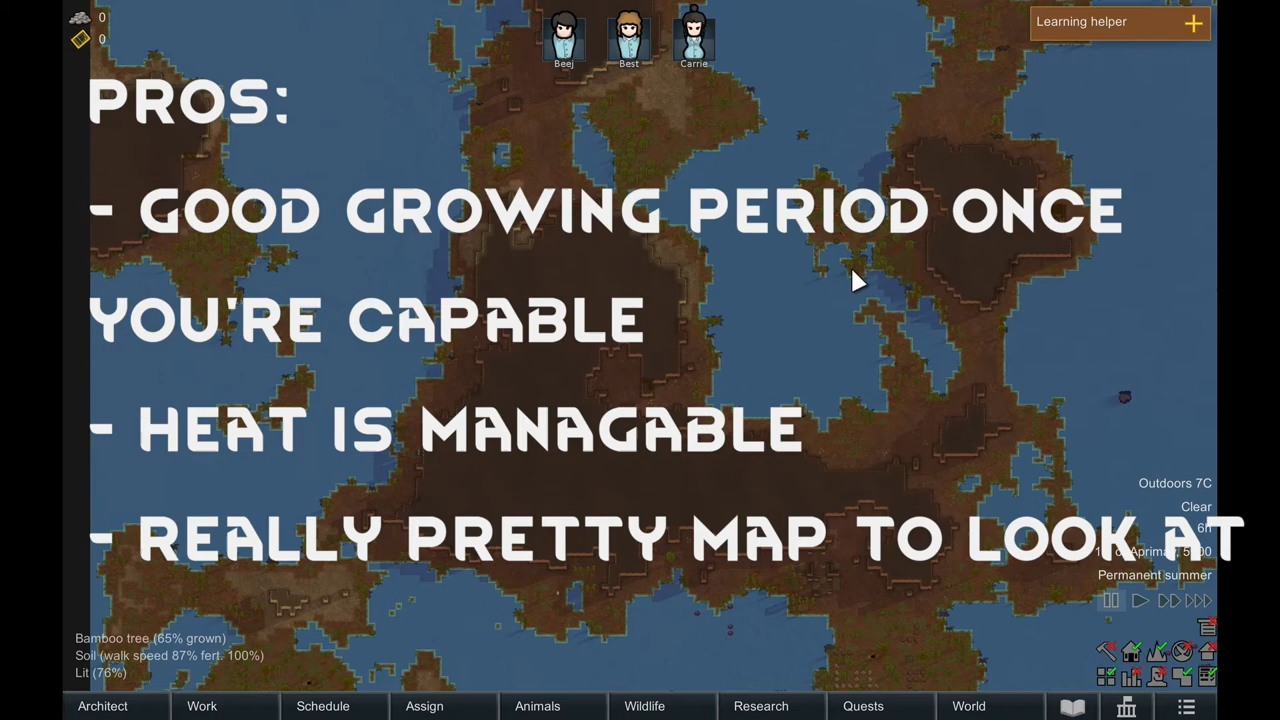 0
0
Beej
Best
Carrie
Learning helper
PROS:
- GOOD GROWING PERIOD ONCE
YOU'RE CAPABLE
- HEAT IS MANAGABLE
- REALLY PRETTY MAP TO LOOK AT
Outdoors 7C
Clear
6h
Permanent summer
Bamboo tree (65% grown)
Soil (walk speed 87% fert. 100%)
Lit (76%)
Architect
Work
Schedule
Assign
Animals
Wildlife
Research
Quests
World